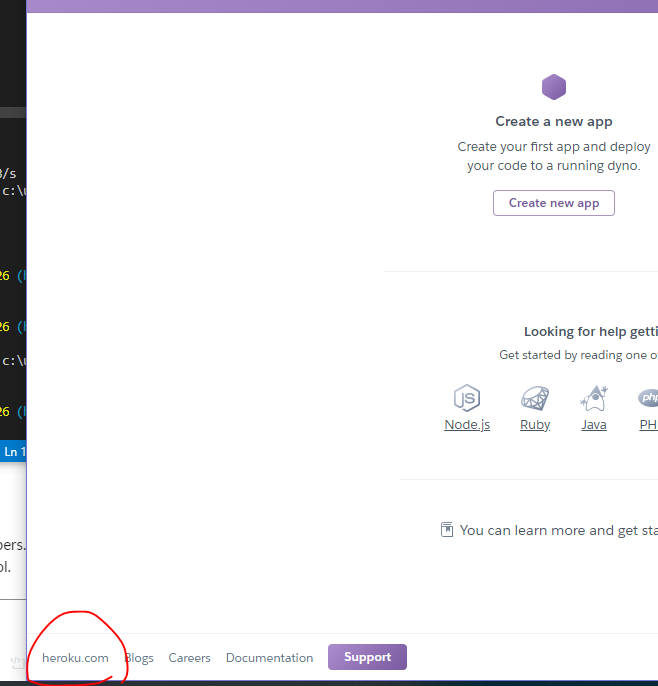 Create a new app
Create your first app and deploy
your code to a running dyno.
Create new app
/s
c:\u
26 (h
26 (h
c:\u
26 (h
Ln 1
Looking for help getti
Get started by reading one o
JS
php
Node.js Ruby Java PH
You can learn more and get sta
pers.
ol.
heroku.com Blogs Careers Documentation Support